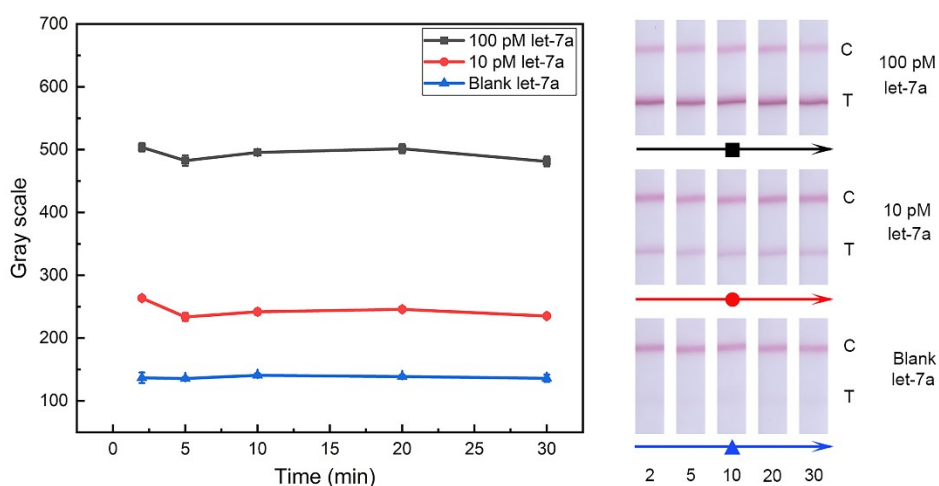 700
600
500
400
300
200
100
0
5
10
15
20
25
30
Gray scale
Time (min)
100 pM let-7a
10 pM let-7a
Blank let-7a
C
T
100 pM
let-7a
C
T
10 pM
let-7a
C
T
Blank
let-7a
2 5 10 20 30